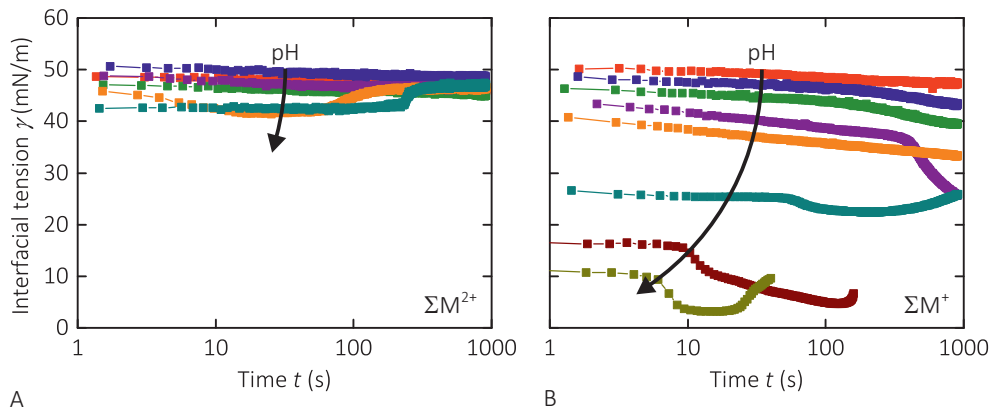 Interfacial tension γ (mN/m)
60
50
40
30
20
10
0
pH
ΣM²⁺
1
10
100
1000
Time t (s)
A
pH
ΣM⁺
1
10
100
1000
Time t (s)
B